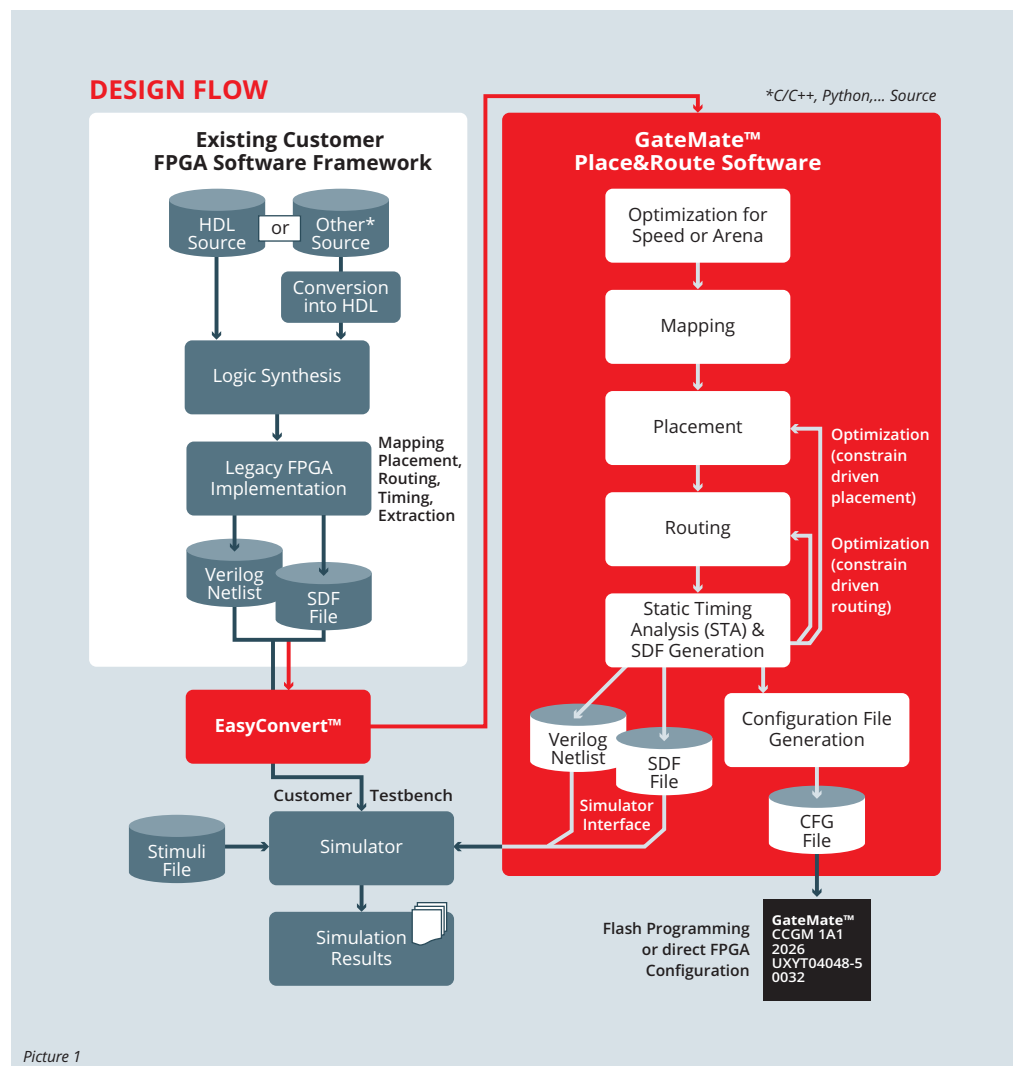 DESIGN FLOW
*C/C++, Python,... Source
Existing Customer
FPGA Software Framework
HDL
Source
or
Other*
Source
Conversion
into HDL
Logic Synthesis
Legacy FPGA
Implementation
Mapping
Placement,
Routing,
Timing,
Extraction
Verilog
Netlist
SDF
File
EasyConvert™
Customer Testbench
Stimuli
File
Simulator
Simulation
Results
GateMate™
Place&Route Software
Optimization for
Speed or Arena
Mapping
Placement
Optimization
(constrain
driven
placement)
Routing
Optimization
(constrain
driven
routing)
Static Timing
Analysis (STA) &
SDF Generation
Verilog
Netlist
SDF
File
Simulator
Interface
Configuration File
Generation
CFG
File
Flash Programming
or direct FPGA
Configuration
GateMate™
CCGM 1A1
2026
UXYT04048-5
0032
Picture 1